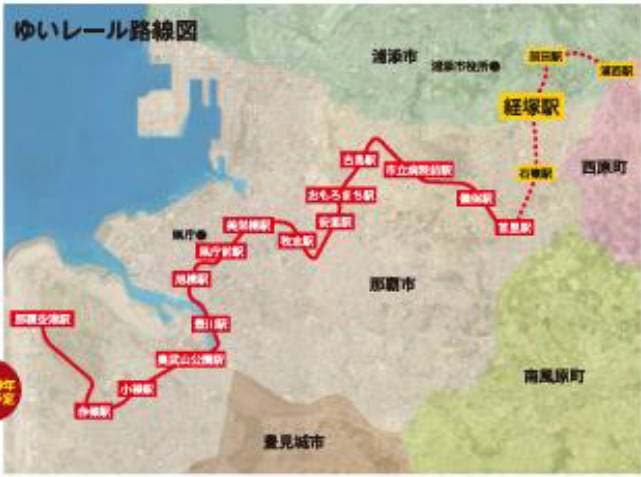 ゆいレール路線図
浦添市
浦添市役所
前田駅
浦西駅
経塚駅
西原町
石嶺駅
古島駅
市立病院前駅
儀保駅
首里駅
おもろまち駅
安里駅
牧志駅
美栄橋駅
県庁
県庁前駅
旭橋駅
那覇市
壺川駅
那覇空港駅
奥武山公園駅
小禄駅
赤嶺駅
南風原町
豊見城市